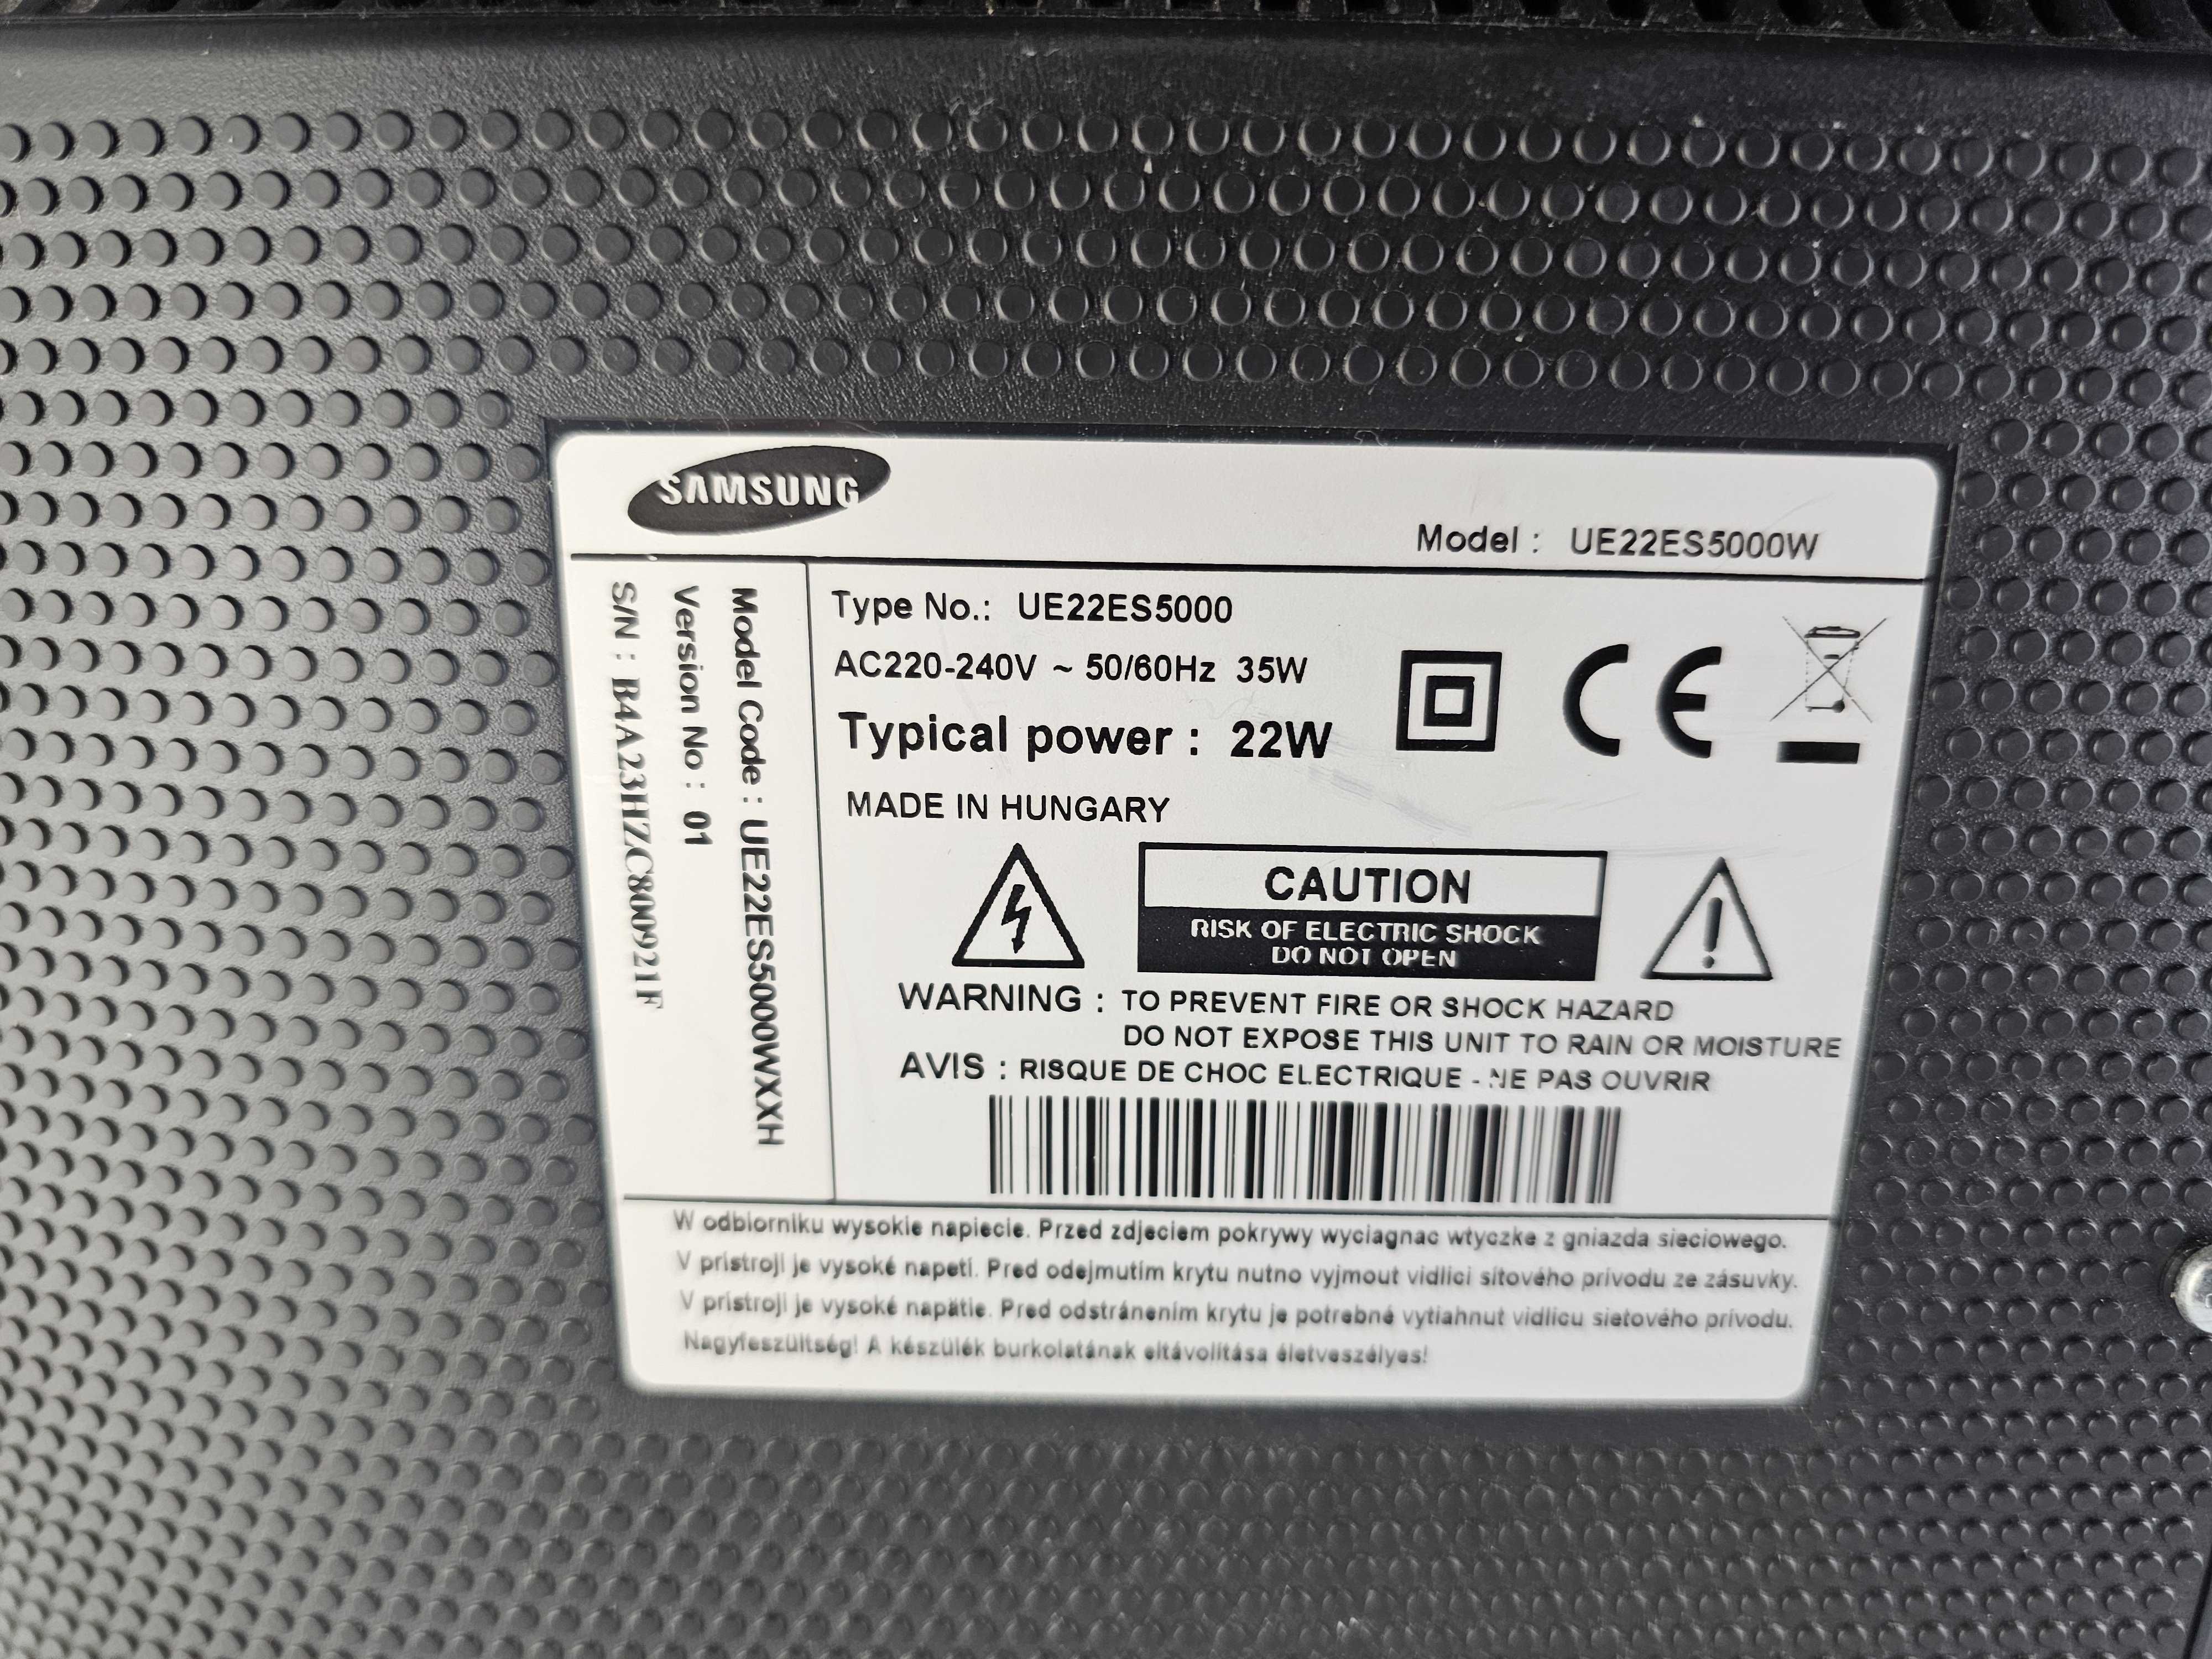 SAMSUNG
Model : UE22ES5000W
Model Code : UE22ES5000WXXH
Version No : 01
S/N : B4A23HZC800921F
Type No.: UE22ES5000
AC220-240V ~ 50/60Hz 35W
Typical power : 22W
MADE IN HUNGARY
CE
CAUTION
RISK OF ELECTRIC SHOCK
DO NOT OPEN
WARNING : TO PREVENT FIRE OR SHOCK HAZARD
DO NOT EXPOSE THIS UNIT TO RAIN OR MOISTURE
AVIS : RISQUE DE CHOC ELECTRIQUE - NE PAS OUVRIR
W odbiorniku wysokie napiecie. Przed zdjeciem pokrywy wyciagnac wtyczke z gniazda sieciowego.
V prístroji je vysoké napetí. Pred odejmutím krytu nutno vyjmout vidlici sítového prívodu ze zásuvky.
V prístroji je vysoké napätie. Pred odstránením krytu je potrebné vytiahnut vidlicu sietového prívodu.
Nagyfeszültség! A készülék burkolatának eltávolítása életveszélyes!